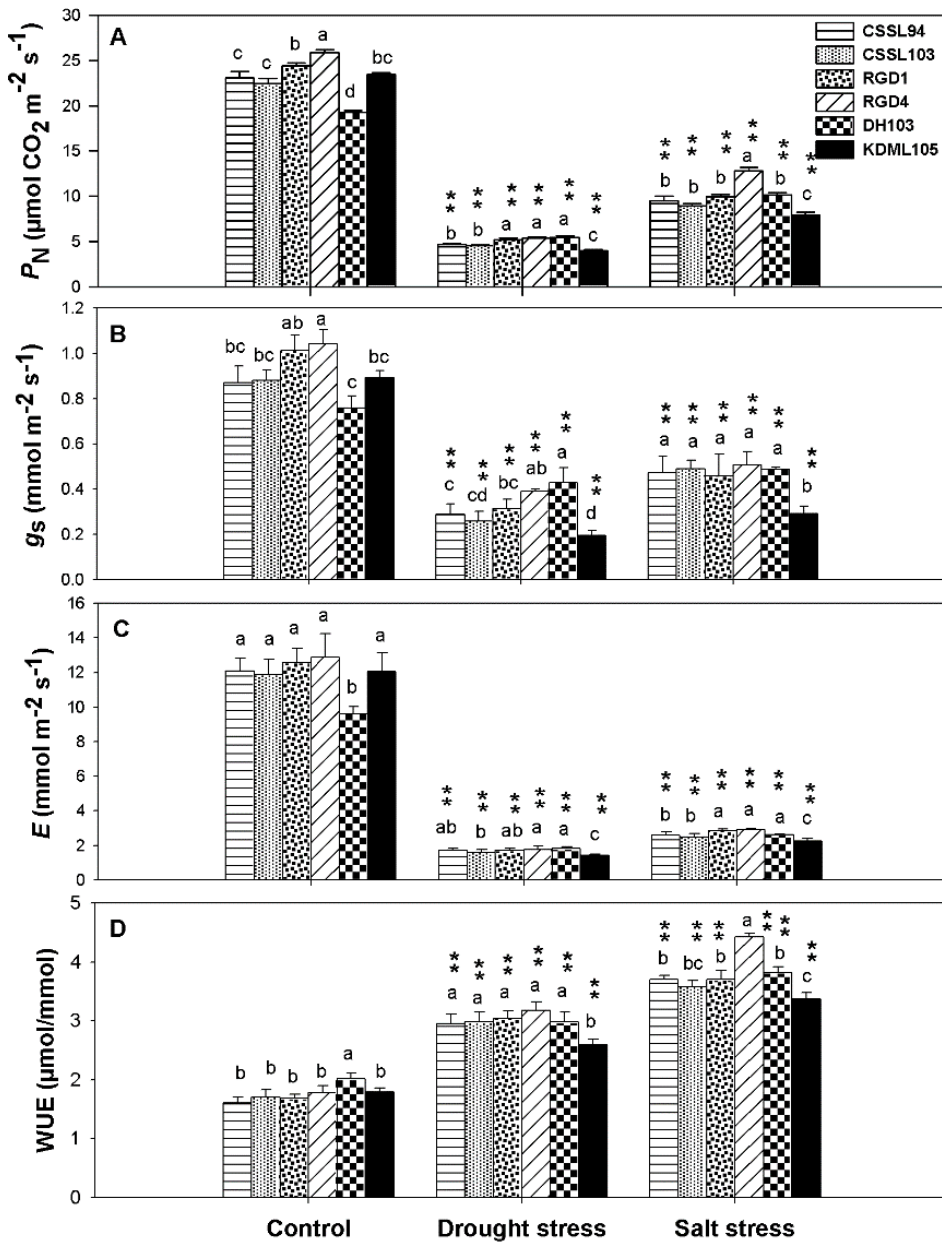 A
30
25
20
15
10
5
0
P_N (µmol CO₂ m⁻² s⁻¹)
c c b a d bc
** ** ** ** ** **
b b a a a c
** ** ** ** ** **
b b b a b c
CSSL94
CSSL103
RGD1
RGD4
DH103
KDML105
B
1.2
1.0
0.8
0.6
0.4
0.2
0.0
g_s (mmol m⁻² s⁻¹)
bc bc ab a c bc
** ** ** ** ** **
c cd bc ab a d
** ** ** ** ** **
a a a a a b
C
16
14
12
10
8
6
4
2
0
E (mmol m⁻² s⁻¹)
a a a a b a
** ** ** ** ** **
ab b ab a a c
** ** ** ** ** **
b b a a a c
D
5
4
3
2
1
0
WUE (µmol/mmol)
b b b b a b
** ** ** ** ** **
a a a a a b
** ** ** ** ** **
b bc b a b c
Control Drought stress Salt stress